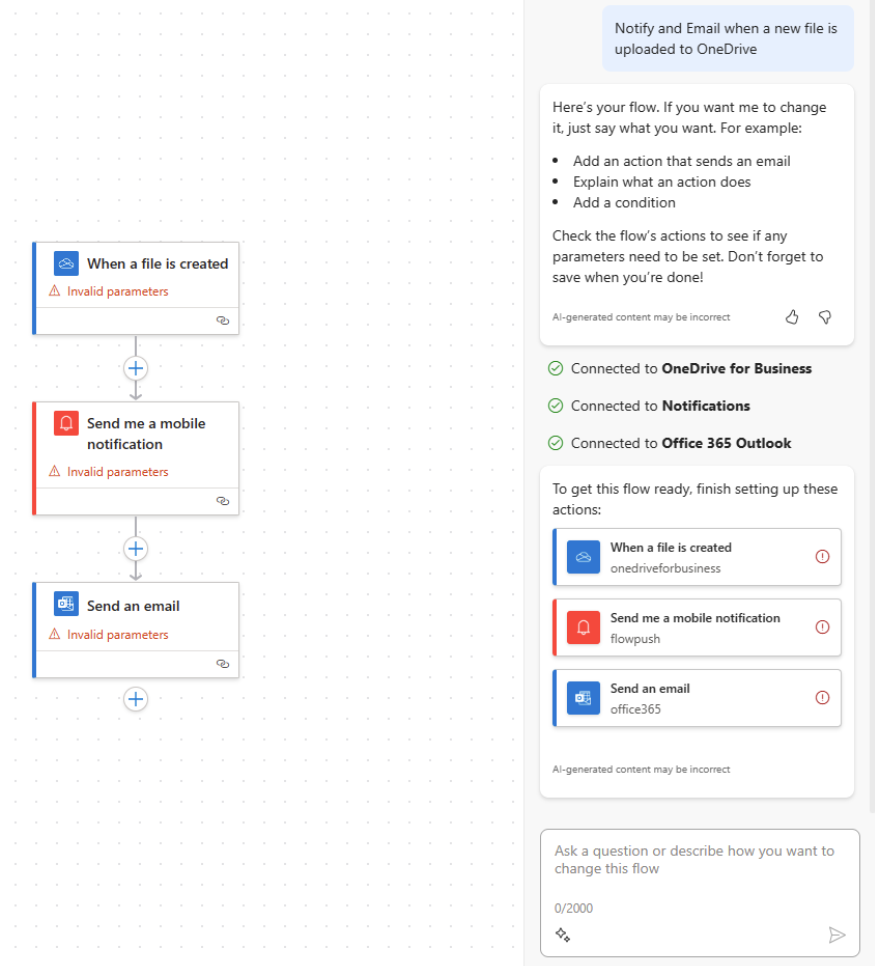 When a file is created
Invalid parameters
Send me a mobile
notification
Invalid parameters
Send an email
Invalid parameters
Notify and Email when a new file is
uploaded to OneDrive
Here's your flow. If you want me to change
it, just say what you want. For example:
• Add an action that sends an email
• Explain what an action does
• Add a condition
Check the flow's actions to see if any
parameters need to be set. Don't forget to
save when you're done!
AI-generated content may be incorrect
Connected to OneDrive for Business
Connected to Notifications
Connected to Office 365 Outlook
To get this flow ready, finish setting up these
actions:
When a file is created
onedriveforbusiness
Send me a mobile notification
flowpush
Send an email
office365
AI-generated content may be incorrect
Ask a question or describe how you want to
change this flow
0/2000